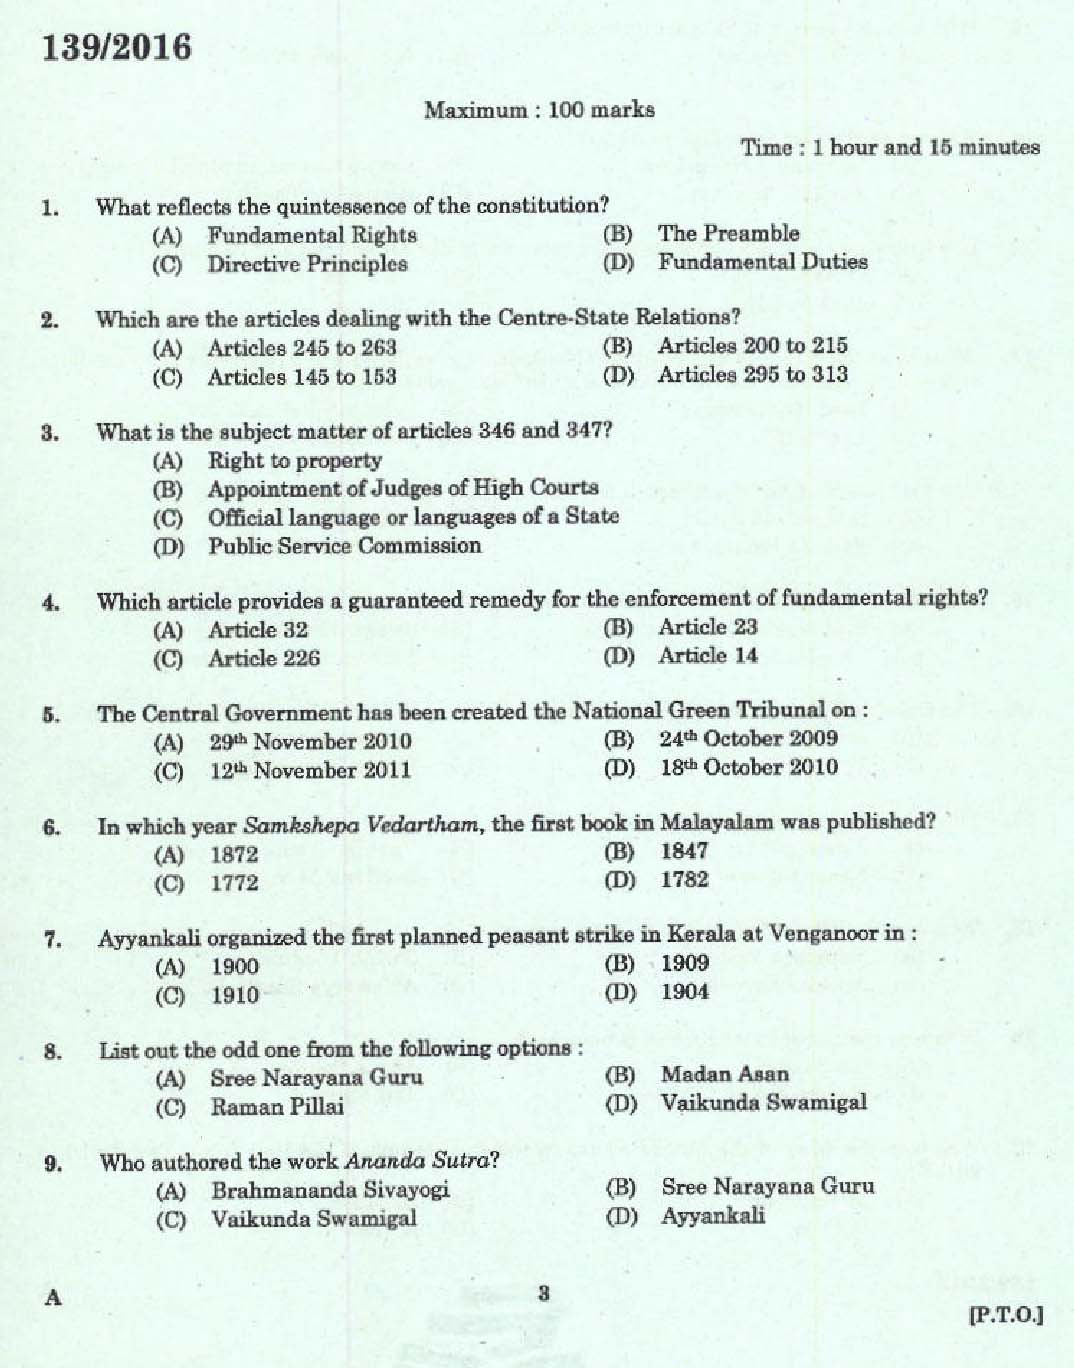 139/2016
Maximum : 100 marks
Time : 1 hour and 15 minutes
1. What reflects the quintessence of the constitution?
(A) Fundamental Rights (B) The Preamble
(C) Directive Principles (D) Fundamental Duties
2. Which are the articles dealing with the Centre-State Relations?
(A) Articles 245 to 263 (B) Articles 200 to 215
(C) Articles 145 to 153 (D) Articles 295 to 313
3. What is the subject matter of articles 346 and 347?
(A) Right to property
(B) Appointment of Judges of High Courts
(C) Official language or languages of a State
(D) Public Service Commission
4. Which article provides a guaranteed remedy for the enforcement of fundamental rights?
(A) Article 32 (B) Article 23
(C) Article 226 (D) Article 14
5. The Central Government has been created the National Green Tribunal on :
(A) 29th November 2010 (B) 24th October 2009
(C) 12th November 2011 (D) 18th October 2010
6. In which year Samkshepa Vedartham, the first book in Malayalam was published?
(A) 1872 (B) 1847
(C) 1772 (D) 1782
7. Ayyankali organized the first planned peasant strike in Kerala at Venganoor in :
(A) 1900 (B) 1909
(C) 1910 (D) 1904
8. List out the odd one from the following options :
(A) Sree Narayana Guru (B) Madan Asan
(C) Raman Pillai (D) Vaikunda Swamigal
9. Who authored the work Ananda Sutra?
(A) Brahmananda Sivayogi (B) Sree Narayana Guru
(C) Vaikunda Swamigal (D) Ayyankali
A 3
[P.T.O.]